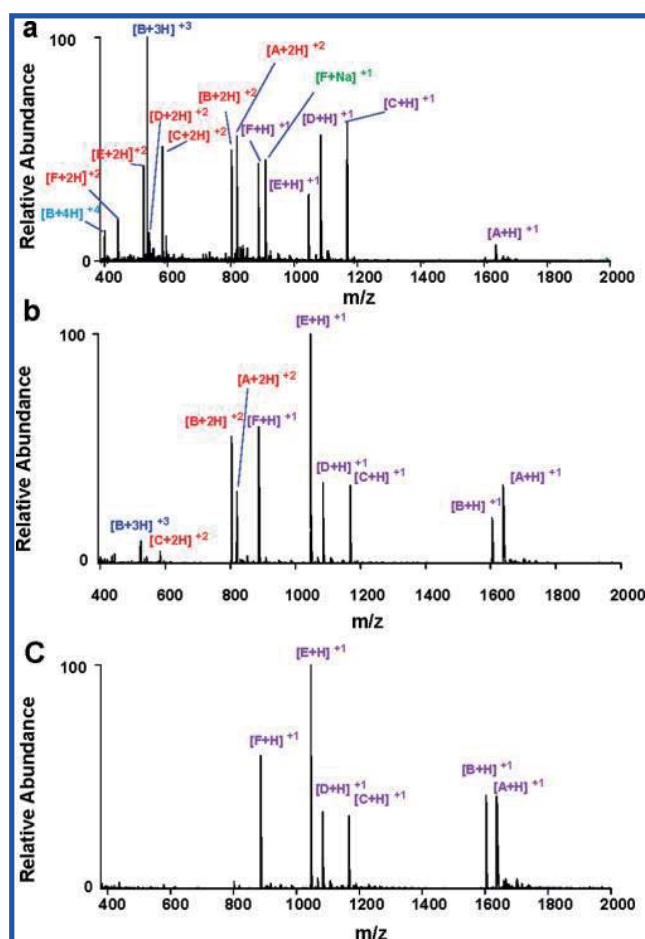 a
[B+3H] +3
100
[A+2H] +2
[D+2H] +2
[B+2H] +2
[F+Na] +1
[C+H] +1
[C+2H] +2
[F+H] +1
[D+H] +1
[E+2H] +2
[F+2H] +2
[E+H] +1
[B+4H] +4
[A+H] +1
Relative Abundance
0
400 600 800 1000 1200 1400 1600 1800 2000
m/z
b
[E+H] +1
100
[A+2H] +2
[B+2H] +2
[F+H] +1
[D+H] +1
[C+H] +1
[A+H] +1
[B+H] +1
[B+3H] +3
[C+2H] +2
Relative Abundance
0
400 600 800 1000 1200 1400 1600 1800 2000
m/z
C
[E+H] +1
100
[F+H] +1
[B+H] +1
[D+H] +1
[A+H] +1
[C+H] +1
Relative Abundance
0
400 600 800 1000 1200 1400 1600 1800 2000
m/z